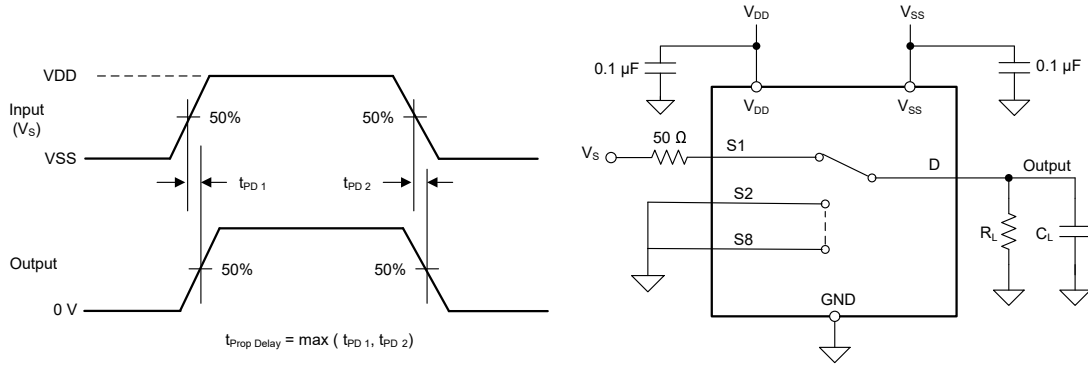 VDD
Input
(VS)
VSS
50%
50%
tPD 1
tPD 2
Output
0 V
50%
50%
tProp Delay = max ( tPD 1, tPD 2)
VDD
VSS
0.1 µF
0.1 µF
VDD
VSS
VS
50 Ω
S1
S2
S8
D
Output
RL
CL
GND